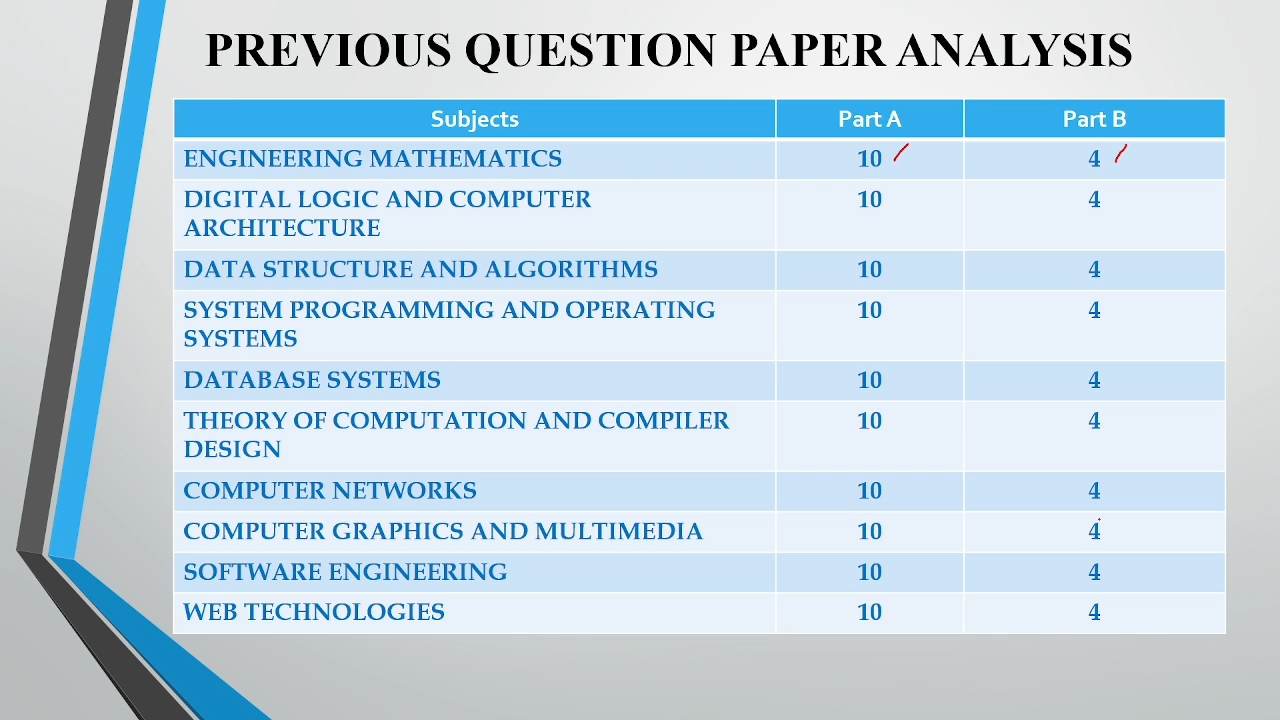 PREVIOUS QUESTION PAPER ANALYSIS
Subjects Part A Part B
ENGINEERING MATHEMATICS 10 4
DIGITAL LOGIC AND COMPUTER 10 4
ARCHITECTURE
DATA STRUCTURE AND ALGORITHMS 10 4
SYSTEM PROGRAMMING AND OPERATING 10 4
SYSTEMS
DATABASE SYSTEMS 10 4
THEORY OF COMPUTATION AND COMPILER 10 4
DESIGN
COMPUTER NETWORKS 10 4
COMPUTER GRAPHICS AND MULTIMEDIA 10 4
SOFTWARE ENGINEERING 10 4
WEB TECHNOLOGIES 10 4